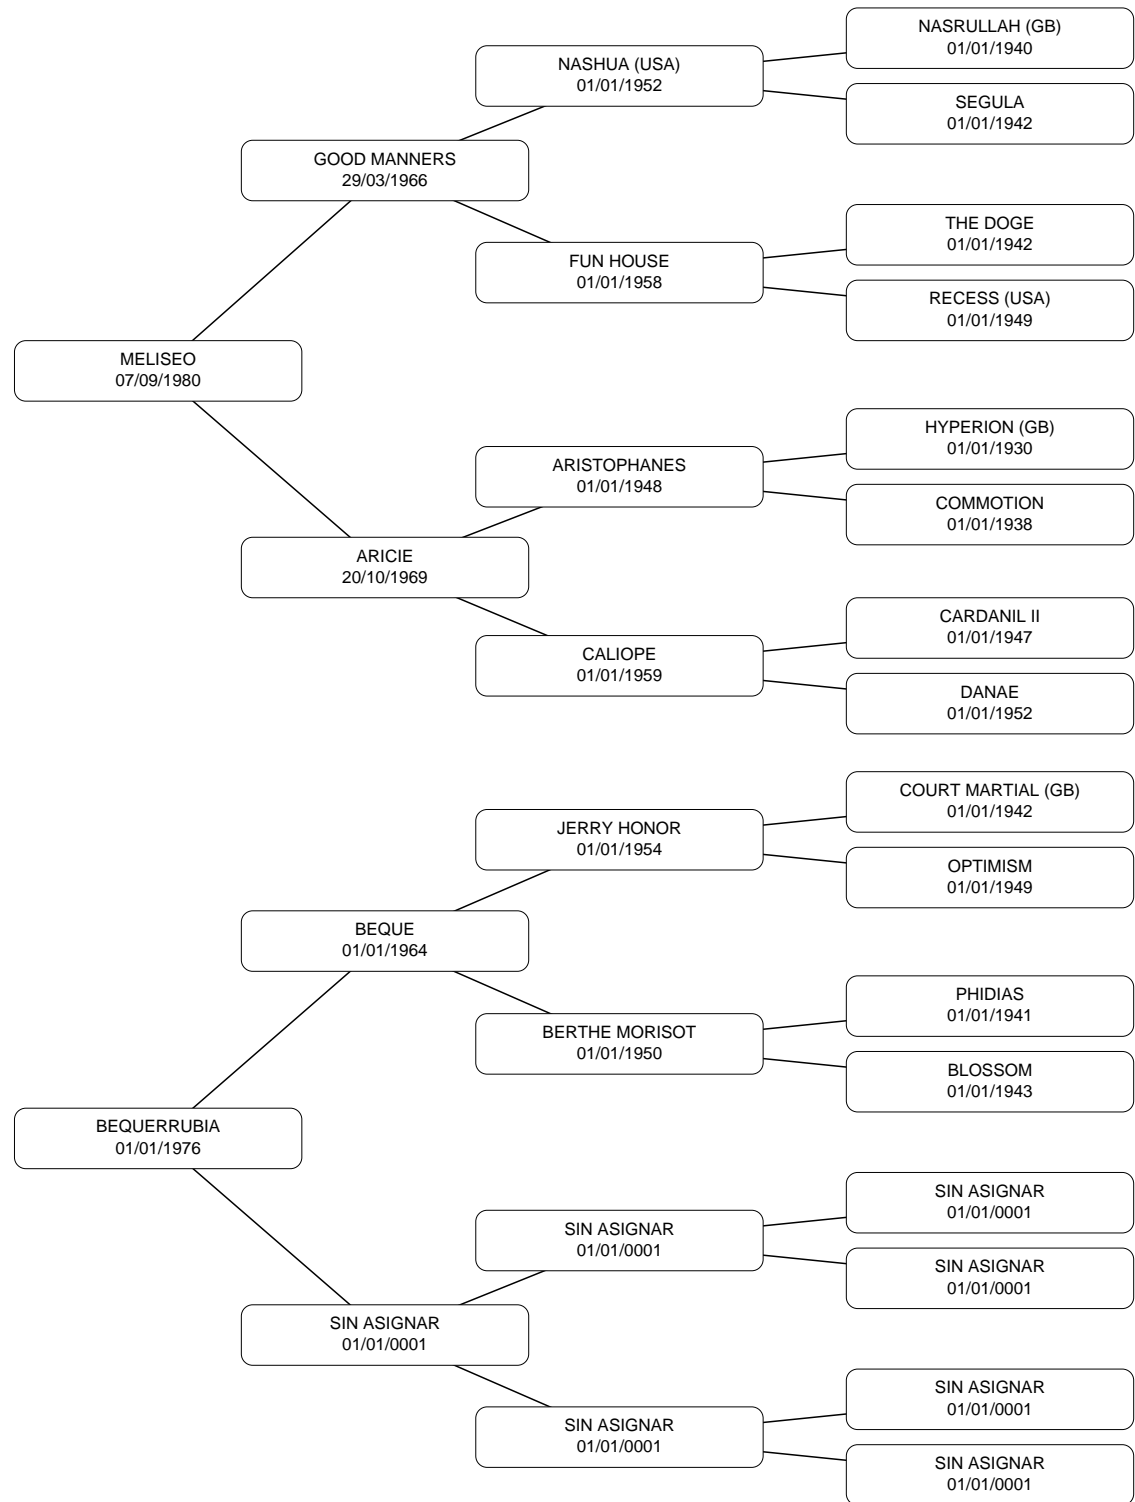 NASRULLAH (GB)
01/01/1940
NASHUA (USA)
01/01/1952
SEGULA
01/01/1942
GOOD MANNERS
29/03/1966
THE DOGE
01/01/1942
FUN HOUSE
01/01/1958
RECESS (USA)
01/01/1949
MELISEO
07/09/1980
HYPERION (GB)
01/01/1930
ARISTOPHANES
01/01/1948
COMMOTION
01/01/1938
ARICIE
20/10/1969
CARDANIL II
01/01/1947
CALIOPE
01/01/1959
DANAE
01/01/1952
COURT MARTIAL (GB)
01/01/1942
JERRY HONOR
01/01/1954
OPTIMISM
01/01/1949
BEQUE
01/01/1964
PHIDIAS
01/01/1941
BERTHE MORISOT
01/01/1950
BLOSSOM
01/01/1943
BEQUERRUBIA
01/01/1976
SIN ASIGNAR
01/01/0001
SIN ASIGNAR
01/01/0001
SIN ASIGNAR
01/01/0001
SIN ASIGNAR
01/01/0001
SIN ASIGNAR
01/01/0001
SIN ASIGNAR
01/01/0001
SIN ASIGNAR
01/01/0001